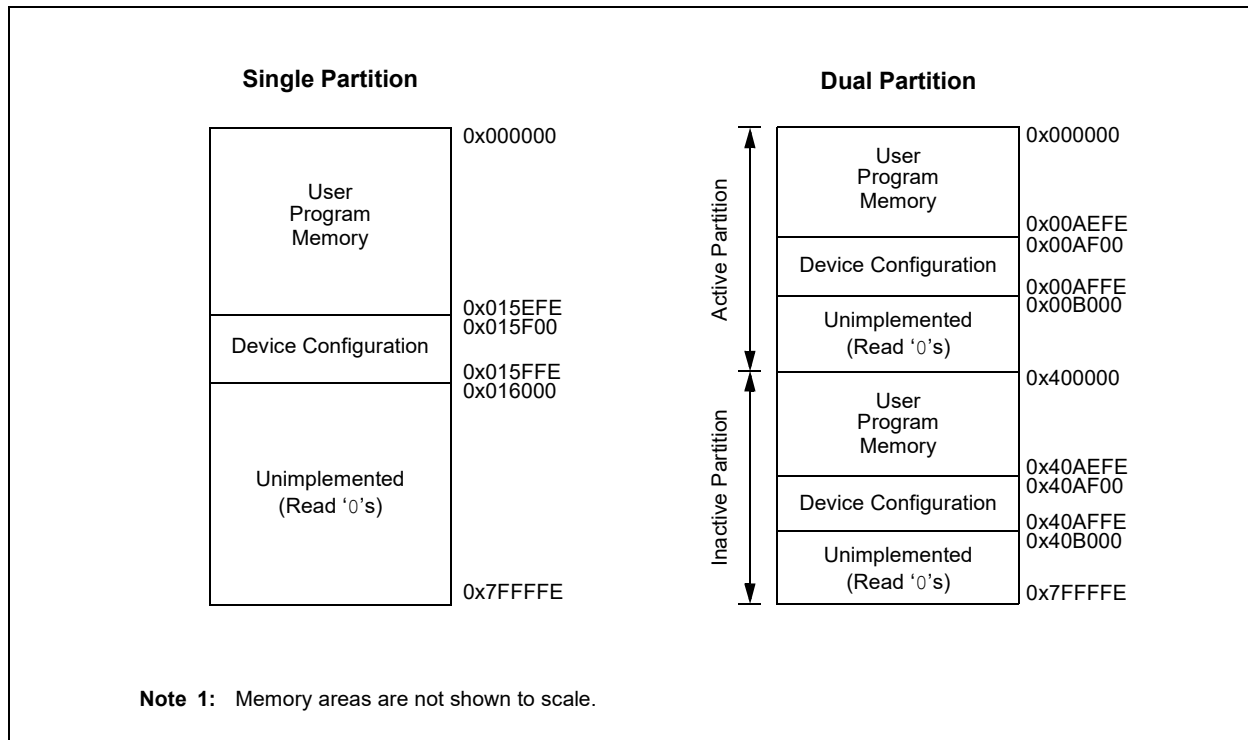 Single Partition
0x000000
User
Program
Memory
0x015EFE
0x015F00
Device Configuration
0x015FFE
0x016000
Unimplemented
(Read ‘0’s)
0x7FFFFE
Dual Partition
Active Partition
0x000000
User
Program
Memory
0x00AEFE
0x00AF00
Device Configuration
0x00AFFE
0x00B000
Unimplemented
(Read ‘0’s)
Inactive Partition
0x400000
User
Program
Memory
0x40AEFE
0x40AF00
Device Configuration
0x40AFFE
0x40B000
Unimplemented
(Read ‘0’s)
0x7FFFFE
Note 1: Memory areas are not shown to scale.